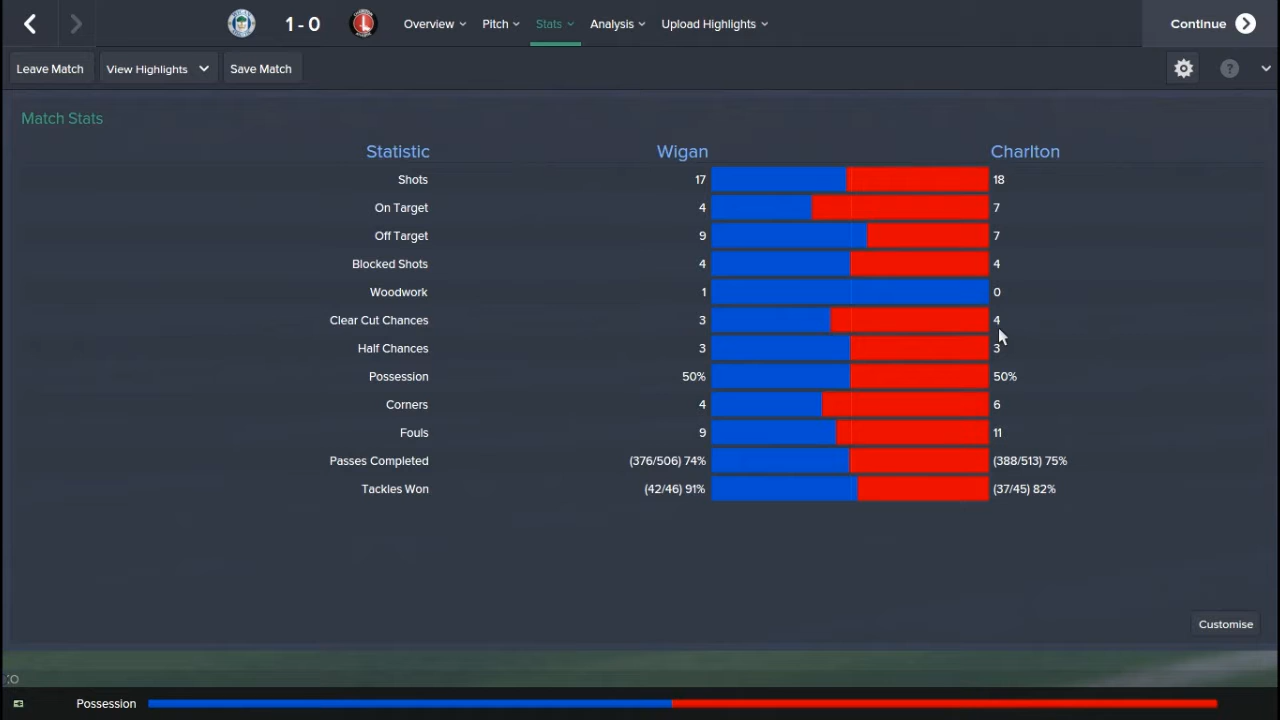 1 - 0 Overview Pitch Stats Analysis Upload Highlights Continue
Leave Match View Highlights Save Match ?
Match Stats
Statistic Wigan Charlton
Shots 17 18
On Target 4 7
Off Target 9 7
Blocked Shots 4 4
Woodwork 1 0
Clear Cut Chances 3 4
Half Chances 3 3
Possession 50% 50%
Corners 4 6
Fouls 9 11
Passes Completed (376/506) 74% (388/513) 75%
Tackles Won (42/46) 91% (37/45) 82%
Customise
Possession